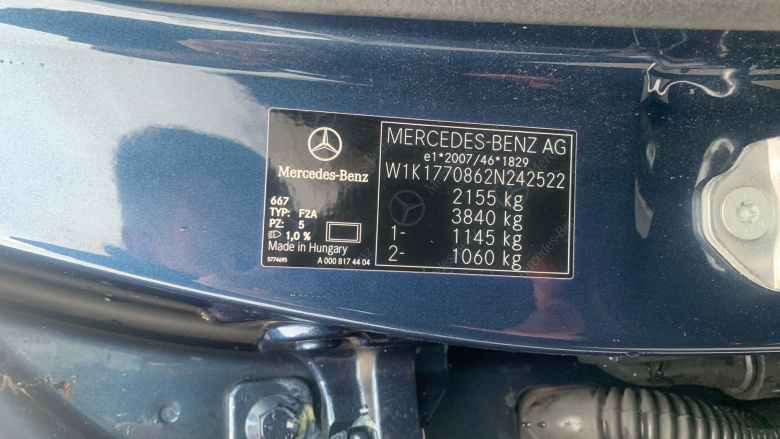 Mercedes-Benz
667
TYP: F2A
PZ: 5
1,0 %
Made in Hungary
5774695
A 000 817 44 04
MERCEDES-BENZ AG
e1*2007/46*1829
W1K1770862N242522
2155 kg
3840 kg
1- 1145 kg
2- 1060 kg